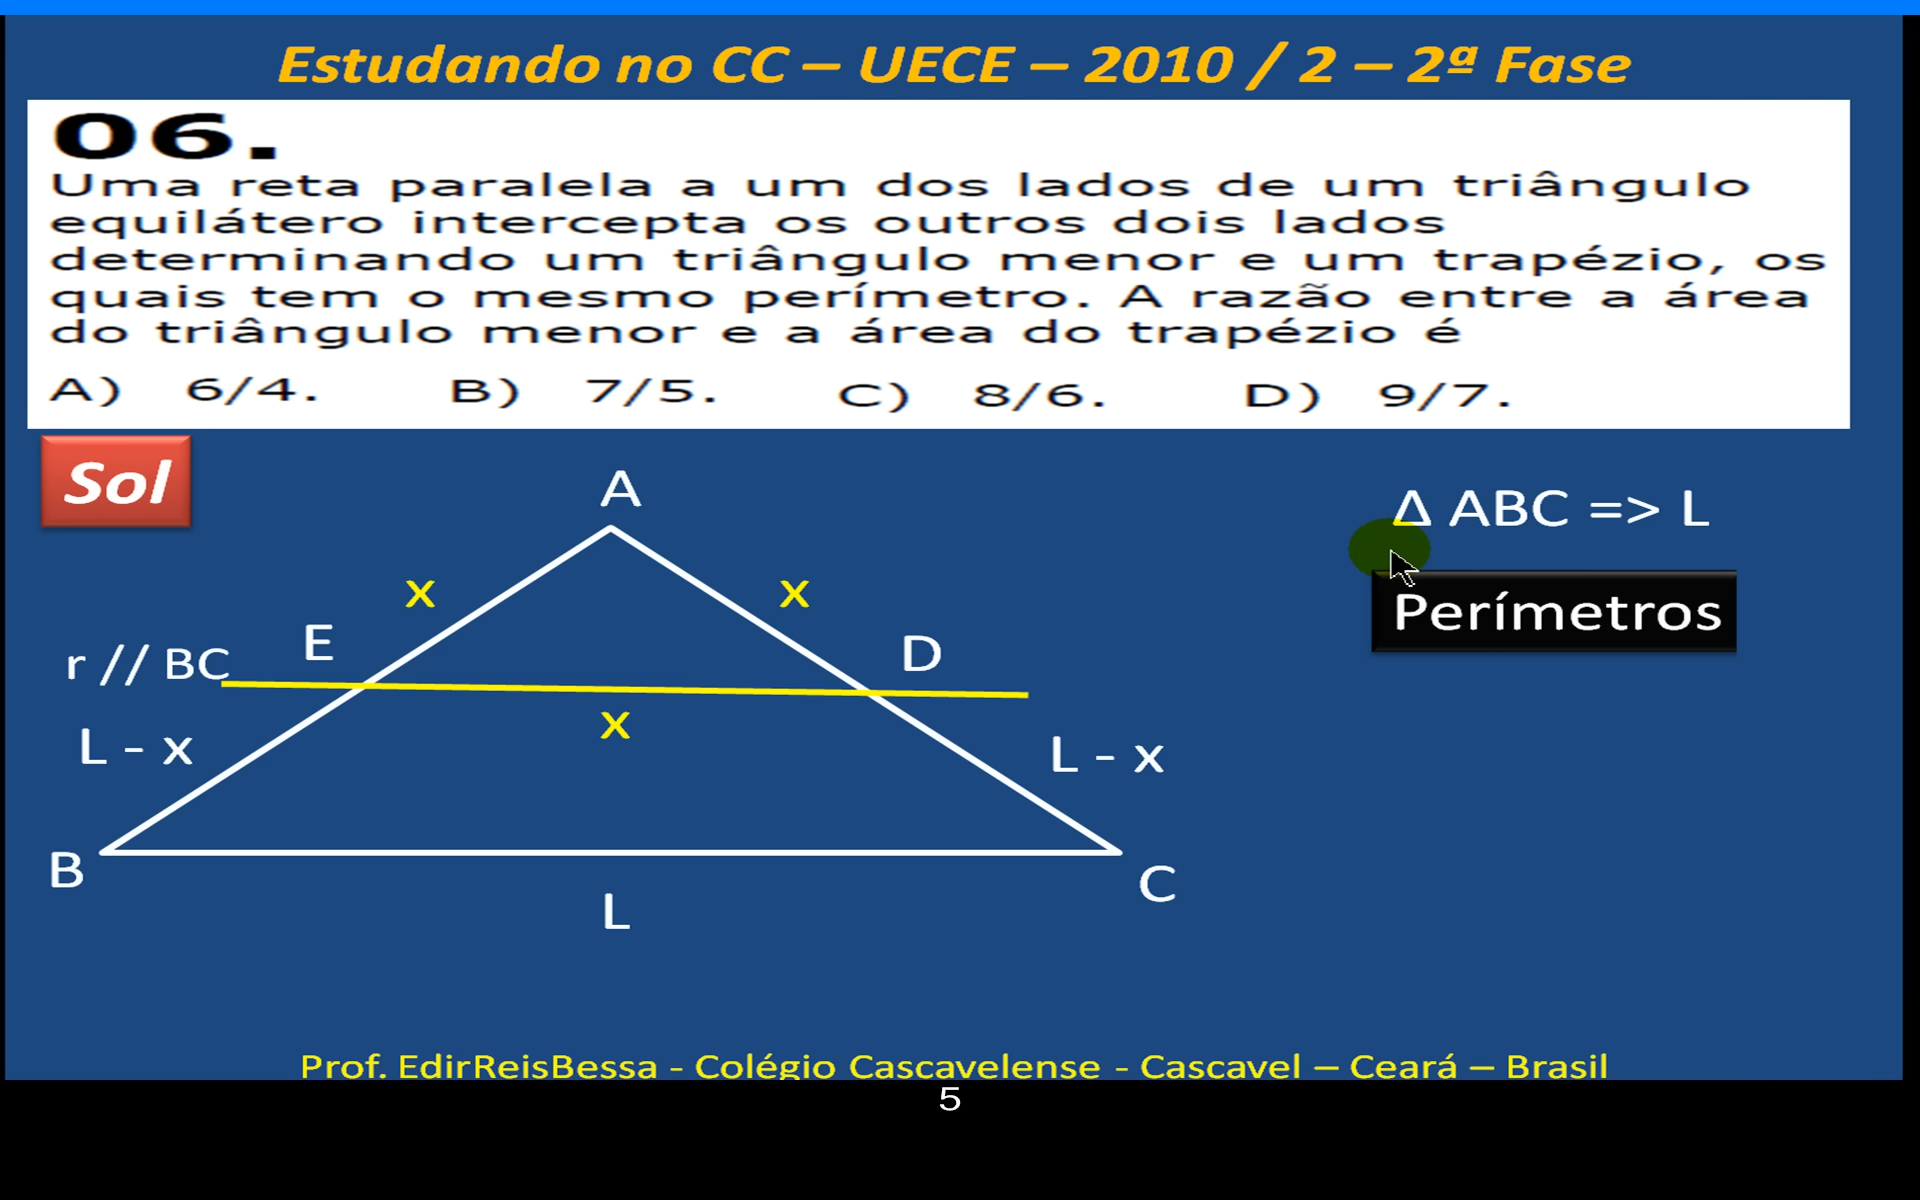 Estudando no CC – UECE – 2010 / 2 – 2ª Fase
06.
Uma reta paralela a um dos lados de um triângulo
equilátero intercepta os outros dois lados
determinando um triângulo menor e um trapézio, os
quais tem o mesmo perímetro. A razão entre a área
do triângulo menor e a área do trapézio é
A) 6/4. B) 7/5. C) 8/6. D) 9/7.
Sol
A
Δ ABC => L
x x
Perímetros
E D
r // BC
x
L - x L - x
B C
L
Prof. EdirReisBessa - Colégio Cascavelense - Cascavel – Ceará – Brasil
5